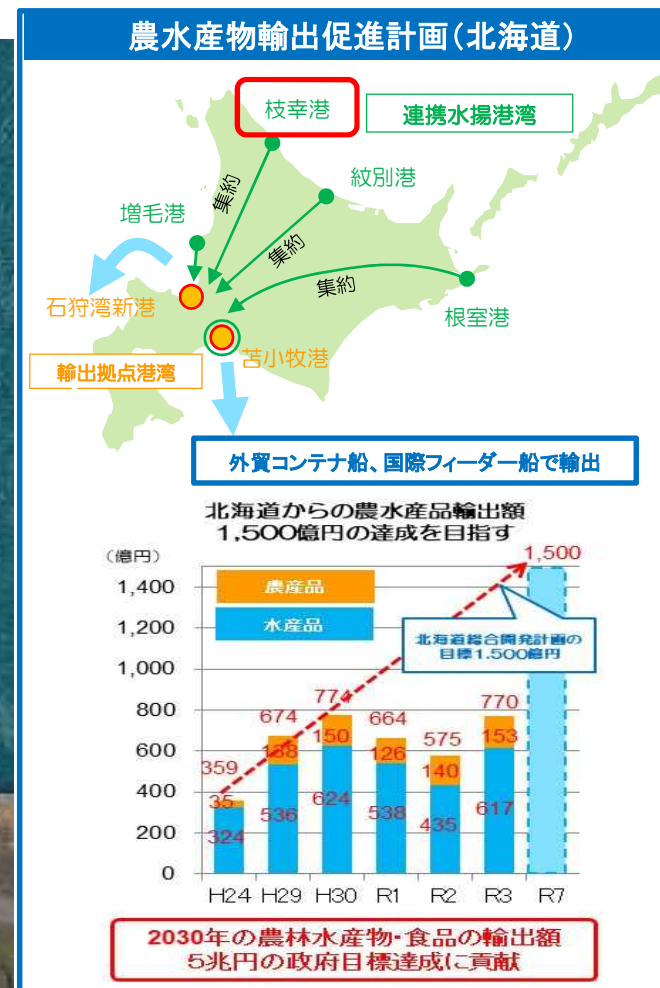 農水産物輸出促進計画(北海道)
枝幸港
連携水揚港湾
紋別港
集約
増毛港
集約
集約
石狩湾新港
根室港
苫小牧港
輸出拠点港湾
外貿コンテナ船、国際フィーダー船で輸出
北海道からの農水産品輸出額
1,500億円の達成を目指す
(億円)
1,500
1,400
農産品
1,200
水産品
北海道総合開発計画の
目標1.500億円
1,000
800
774
770
674
664
600
150
153
138
126
575
140
400
359
35
200
324
536
624
538
435
617
0
H24 H29 H30 R1 R2 R3 R7
2030年の農林水産物・食品の輸出額
5兆円の政府目標達成に貢献